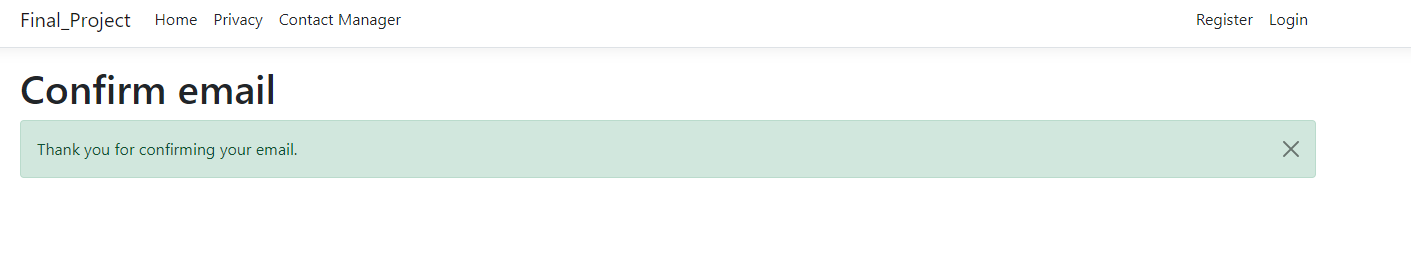 Final_Project Home Privacy Contact Manager Register Login
Confirm email
Thank you for confirming your email.